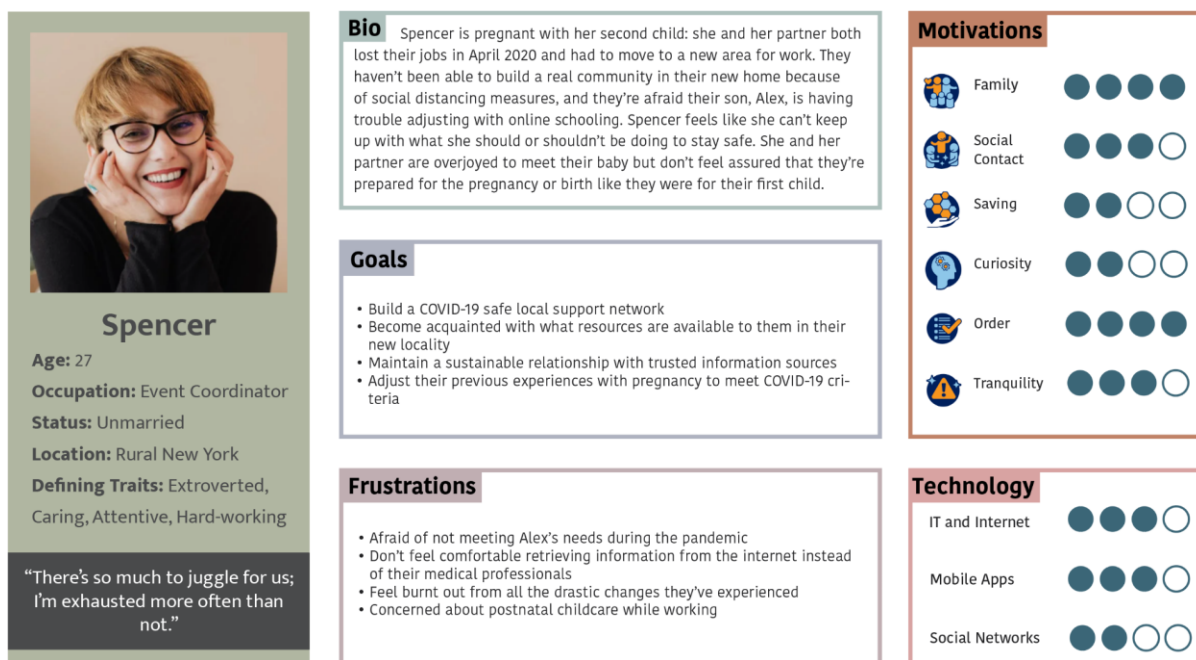 Spencer
Age: 27
Occupation: Event Coordinator
Status: Unmarried
Location: Rural New York
Defining Traits: Extroverted,
Caring, Attentive, Hard-working
“There’s so much to juggle for us;
I’m exhausted more often than
not.”
Bio
Spencer is pregnant with her second child: she and her partner both
lost their jobs in April 2020 and had to move to a new area for work. They
haven’t been able to build a real community in their new home because
of social distancing measures, and they’re afraid their son, Alex, is having
trouble adjusting with online schooling. Spencer feels like she can’t keep
up with what she should or shouldn’t be doing to stay safe. She and her
partner are overjoyed to meet their baby but don’t feel assured that they’re
prepared for the pregnancy or birth like they were for their first child.
Goals
• Build a COVID-19 safe local support network
• Become acquainted with what resources are available to them in their
new locality
• Maintain a sustainable relationship with trusted information sources
• Adjust their previous experiences with pregnancy to meet COVID-19 cri-
teria
Frustrations
• Afraid of not meeting Alex’s needs during the pandemic
• Don’t feel comfortable retrieving information from the internet instead
of their medical professionals
• Feel burnt out from all the drastic changes they’ve experienced
• Concerned about postnatal childcare while working
Motivations
Family
Social
Contact
Saving
Curiosity
Order
Tranquility
Technology
IT and Internet
Mobile Apps
Social Networks